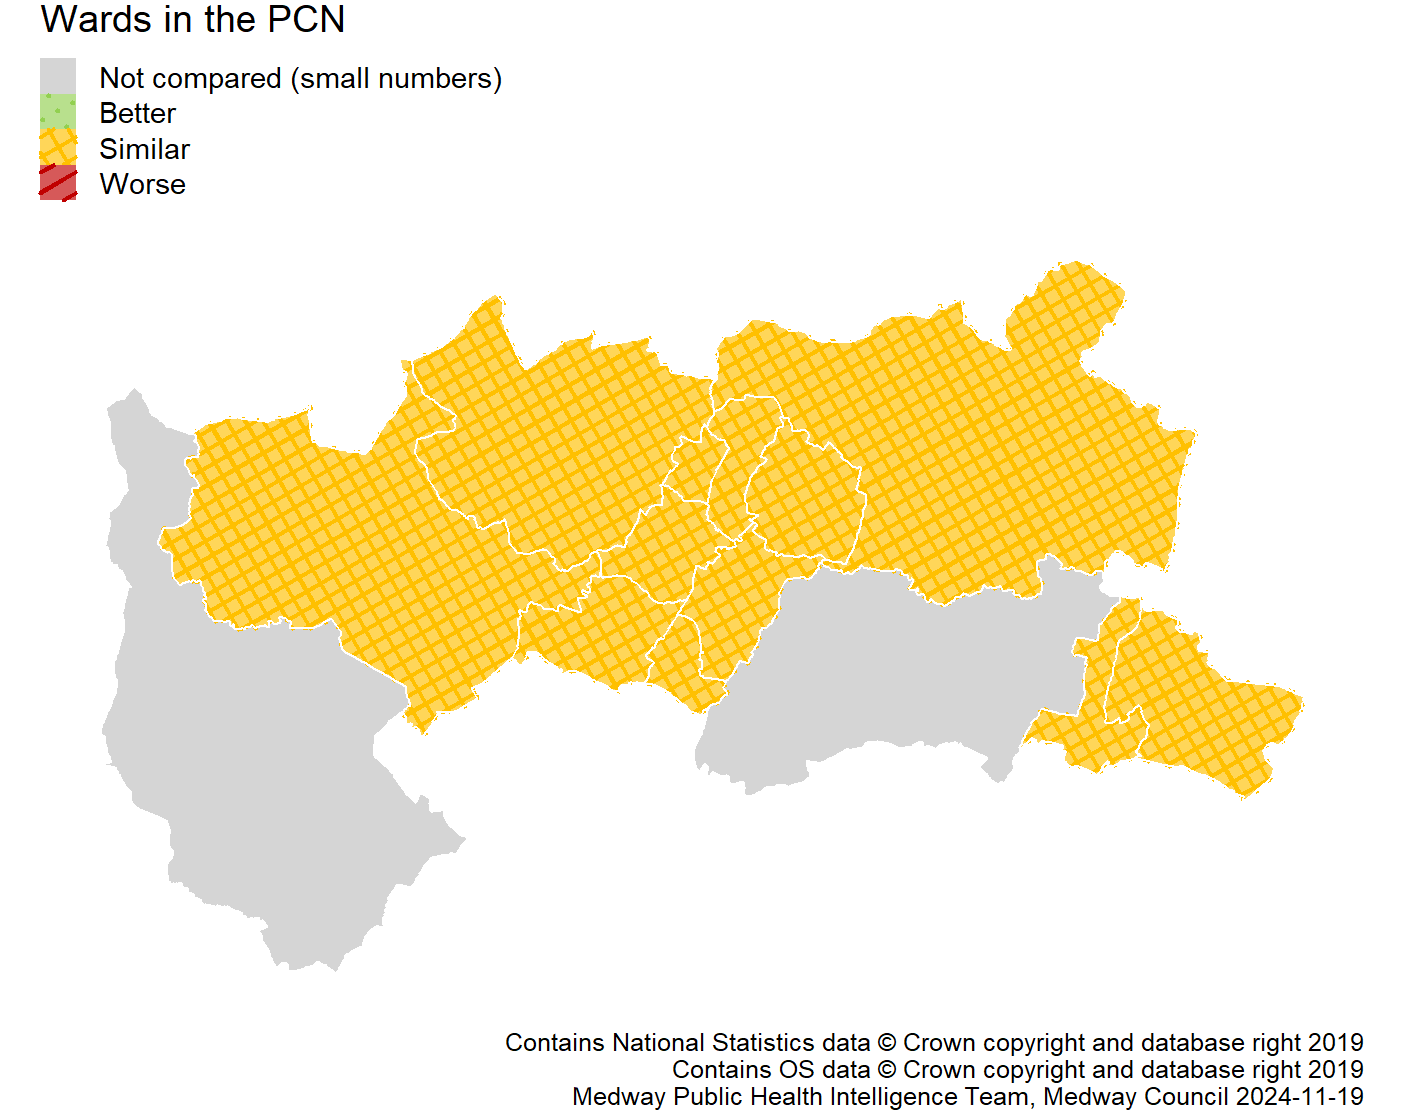 Wards in the PCN
Not compared (small numbers)
Better
Similar
Worse
Contains National Statistics data © Crown copyright and database right 2019
Contains OS data © Crown copyright and database right 2019
Medway Public Health Intelligence Team, Medway Council 2024-11-19